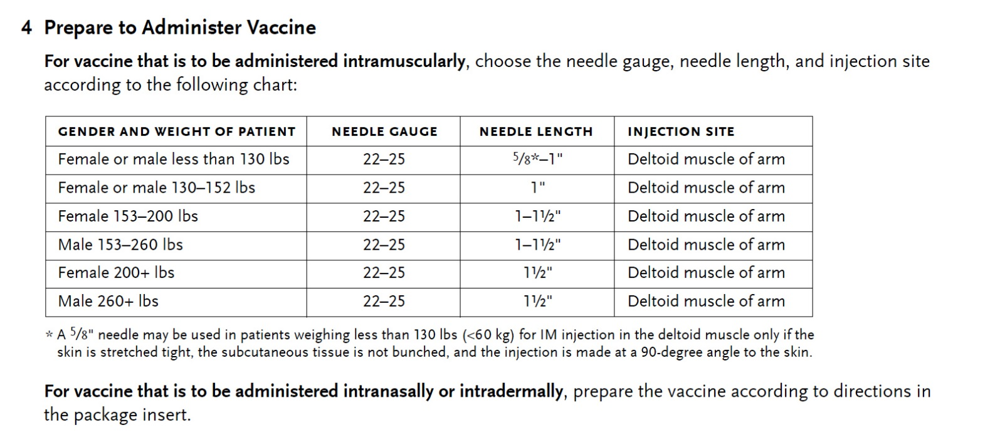 4 Prepare to Administer Vaccine
For vaccine that is to be administered intramuscularly, choose the needle gauge, needle length, and injection site
according to the following chart:
GENDER AND WEIGHT OF PATIENT NEEDLE GAUGE NEEDLE LENGTH INJECTION SITE
Female or male less than 130 lbs 22–25 5/8*–1" Deltoid muscle of arm
Female or male 130–152 lbs 22–25 1" Deltoid muscle of arm
Female 153–200 lbs 22–25 1–1½" Deltoid muscle of arm
Male 153–260 lbs 22–25 1–1½" Deltoid muscle of arm
Female 200+ lbs 22–25 1½" Deltoid muscle of arm
Male 260+ lbs 22–25 1½" Deltoid muscle of arm
* A 5/8" needle may be used in patients weighing less than 130 lbs (<60 kg) for IM injection in the deltoid muscle only if the
skin is stretched tight, the subcutaneous tissue is not bunched, and the injection is made at a 90-degree angle to the skin.
For vaccine that is to be administered intranasally or intradermally, prepare the vaccine according to directions in
the package insert.